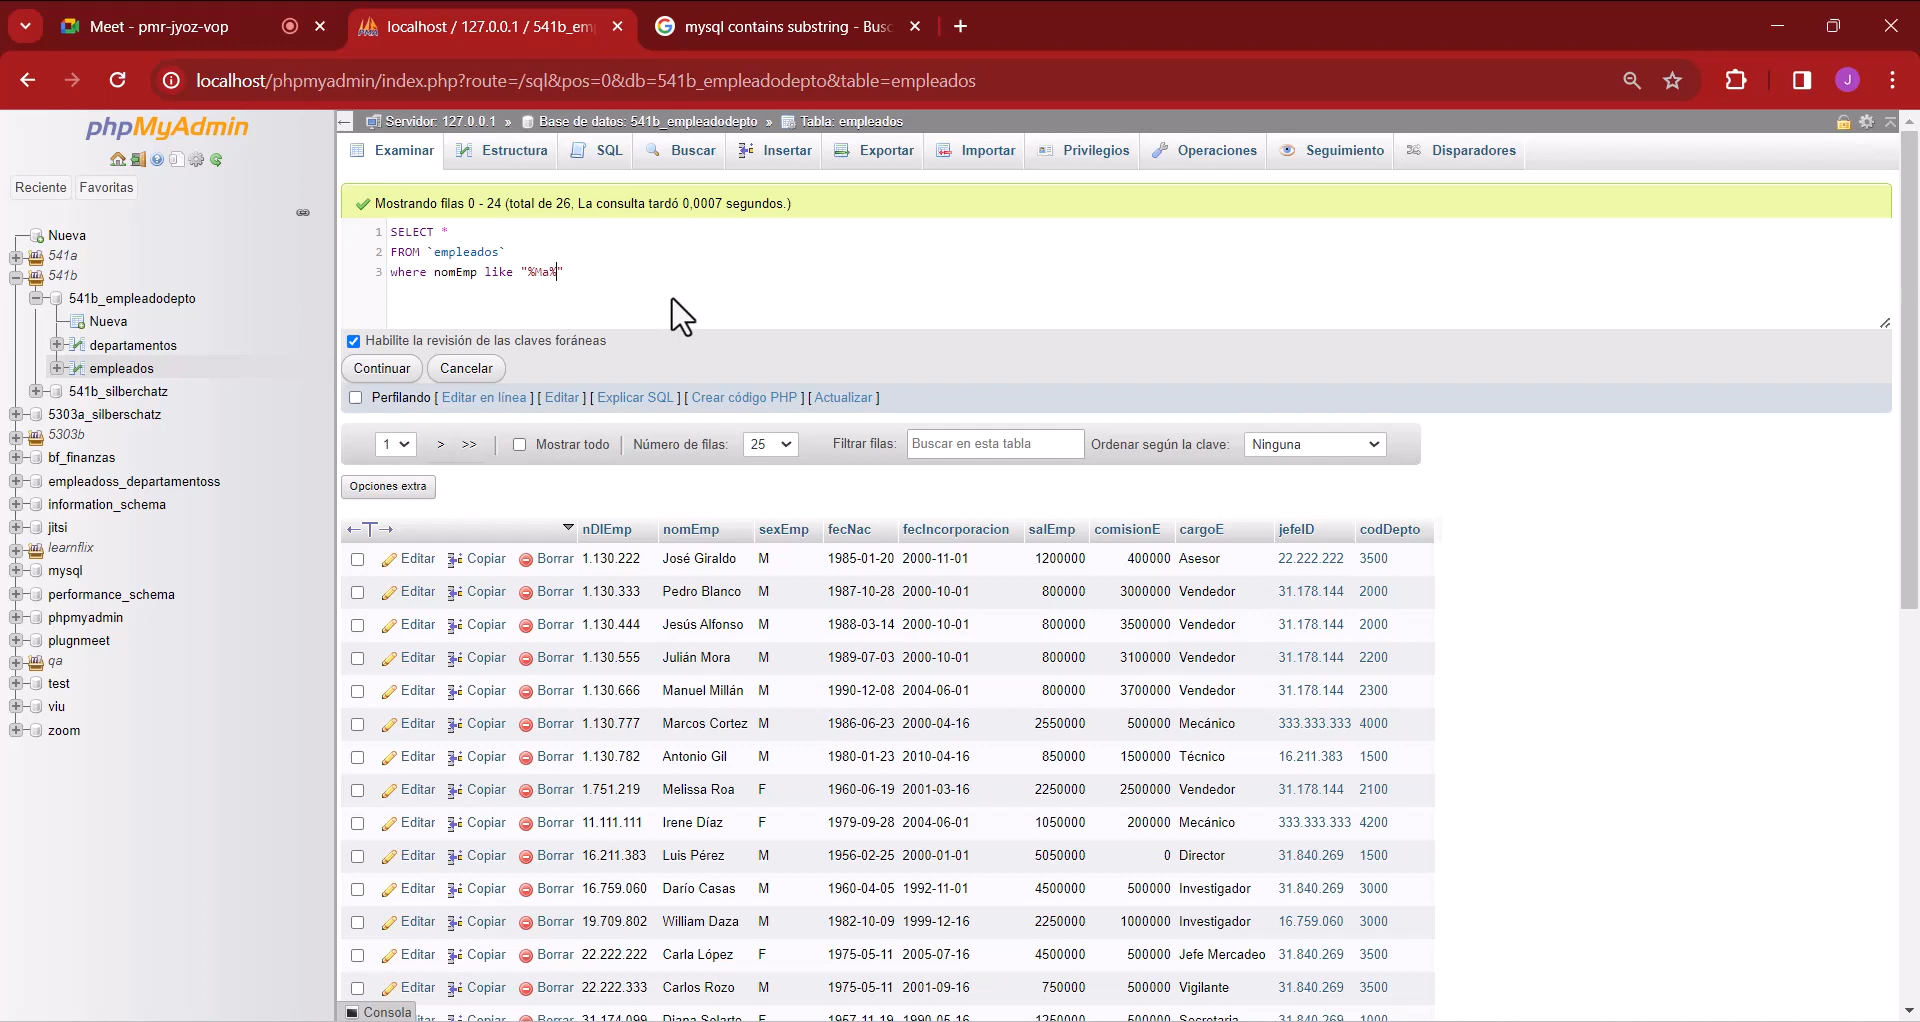 Meet - pmr-jyoz-vop
localhost / 127.0.0.1 / 541b_em
mysql contains substring - Bus
localhost/phpmyadmin/index.php?route=/sql&pos=0&db=541b_empleadodepto&table=empleados
J
phpMyAdmin
Reciente Favoritas
Nueva
541a
541b
541b_empleadodepto
Nueva
departamentos
empleados
541b_silberchatz
5303a_silberschatz
5303b
bf_finanzas
empleadoss_departamentoss
information_schema
jitsi
learnflix
mysql
performance_schema
phpmyadmin
plugnmeet
qa
test
viu
zoom
Servidor: 127.0.0.1 » Base de datos: 541b_empleadodepto » Tabla: empleados
Examinar Estructura SQL Buscar Insertar Exportar Importar Privilegios Operaciones Seguimiento Disparadores
Mostrando filas 0 - 24 (total de 26, La consulta tardó 0,0007 segundos.)
1 SELECT *
2 FROM `empleados`
3 where nomEmp like "%Ma%"
Habilite la revisión de las claves foráneas
Continuar Cancelar
Perfilando [ Editar en línea ] [ Editar ] [ Explicar SQL ] [ Crear código PHP ] [ Actualizar ]
1 > >> | Mostrar todo | Número de filas: 25 Filtrar filas: Buscar en esta tabla Ordenar según la clave: Ninguna
Opciones extra
←T→ nDIEmp nomEmp sexEmp fecNac fecIncorporacion salEmp comisionE cargoE jefeID codDepto
Editar Copiar Borrar 1.130.222 José Giraldo M 1985-01-20 2000-11-01 1200000 400000 Asesor 22.222.222 3500
Editar Copiar Borrar 1.130.333 Pedro Blanco M 1987-10-28 2000-10-01 800000 3000000 Vendedor 31.178.144 2000
Editar Copiar Borrar 1.130.444 Jesús Alfonso M 1988-03-14 2000-10-01 800000 3500000 Vendedor 31.178.144 2000
Editar Copiar Borrar 1.130.555 Julián Mora M 1989-07-03 2000-10-01 800000 3100000 Vendedor 31.178.144 2200
Editar Copiar Borrar 1.130.666 Manuel Millán M 1990-12-08 2004-06-01 800000 3700000 Vendedor 31.178.144 2300
Editar Copiar Borrar 1.130.777 Marcos Cortez M 1986-06-23 2000-04-16 2550000 500000 Mecánico 333.333.333 4000
Editar Copiar Borrar 1.130.782 Antonio Gil M 1980-01-23 2010-04-16 850000 1500000 Técnico 16.211.383 1500
Editar Copiar Borrar 1.751.219 Melissa Roa F 1960-06-19 2001-03-16 2250000 2500000 Vendedor 31.178.144 2100
Editar Copiar Borrar 11.111.111 Irene Díaz F 1979-09-28 2004-06-01 1050000 200000 Mecánico 333.333.333 4200
Editar Copiar Borrar 16.211.383 Luis Pérez M 1956-02-25 2000-01-01 5050000 0 Director 31.840.269 1500
Editar Copiar Borrar 16.759.060 Darío Casas M 1960-04-05 1992-11-01 4500000 500000 Investigador 31.840.269 3000
Editar Copiar Borrar 19.709.802 William Daza M 1982-10-09 1999-12-16 2250000 1000000 Investigador 16.759.060 3000
Editar Copiar Borrar 22.222.222 Carla López F 1975-05-11 2005-07-16 4500000 500000 Jefe Mercadeo 31.840.269 3500
Editar Copiar Borrar 22.222.333 Carlos Rozo M 1975-05-11 2001-09-16 750000 500000 Vigilante 31.840.269 3500
Consola Copiar Borrar 31.174.099 Diana Solarte F 1957-11-19 1990-05-16 1250000 500000 Secretaria 31.840.269 1000